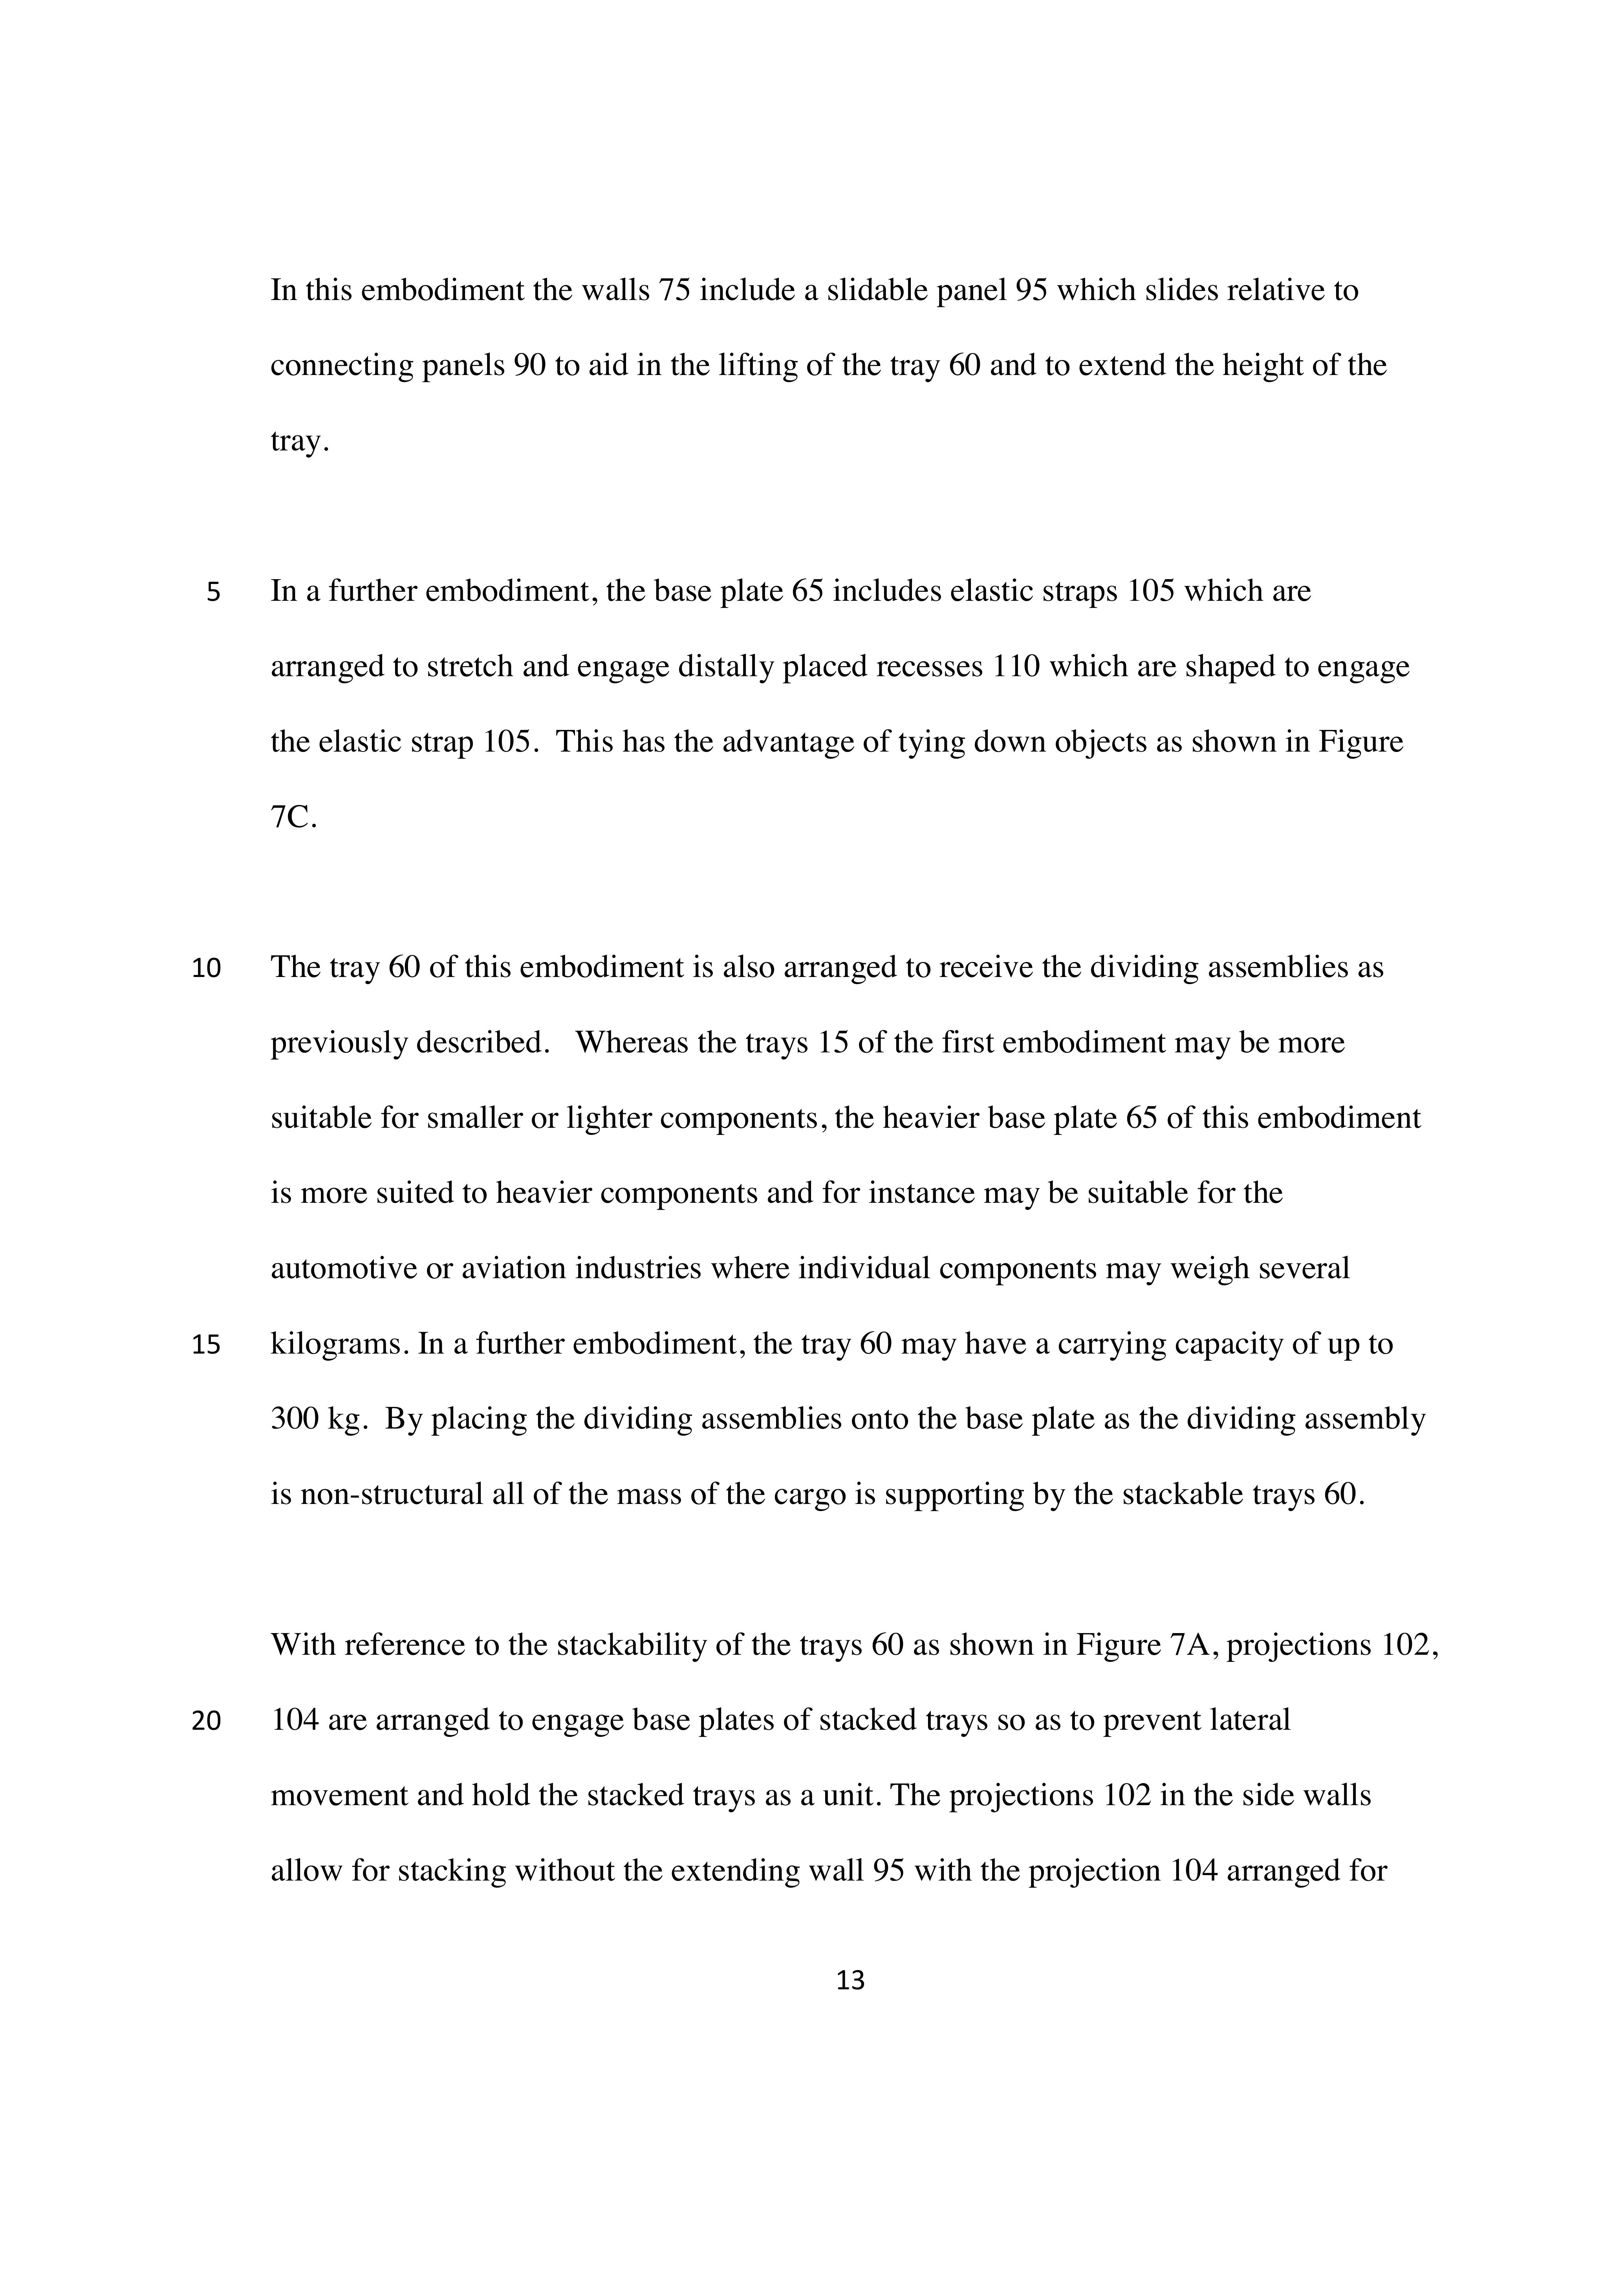 In this embodiment the walls 75 include a slidable panel 95 which slides relative to
connecting panels 90 to aid in the lifting of the tray 60 and to extend the height of the
tray.
5 In a further embodiment, the base plate 65 includes elastic straps 105 which are
arranged to stretch and engage distally placed recesses 110 which are shaped to engage
the elastic strap 105.  This has the advantage of tying down objects as shown in Figure
7C.
10 The tray 60 of this embodiment is also arranged to receive the dividing assemblies as
previously described.   Whereas the trays 15 of the first embodiment may be more
suitable for smaller or lighter components, the heavier base plate 65 of this embodiment
is more suited to heavier components and for instance may be suitable for the
automotive or aviation industries where individual components may weigh several
15 kilograms. In a further embodiment, the tray 60 may have a carrying capacity of up to
300 kg.  By placing the dividing assemblies onto the base plate as the dividing assembly
is non-structural all of the mass of the cargo is supporting by the stackable trays 60.
With reference to the stackability of the trays 60 as shown in Figure 7A, projections 102,
20 104 are arranged to engage base plates of stacked trays so as to prevent lateral
movement and hold the stacked trays as a unit. The projections 102 in the side walls
allow for stacking without the extending wall 95 with the projection 104 arranged for
13